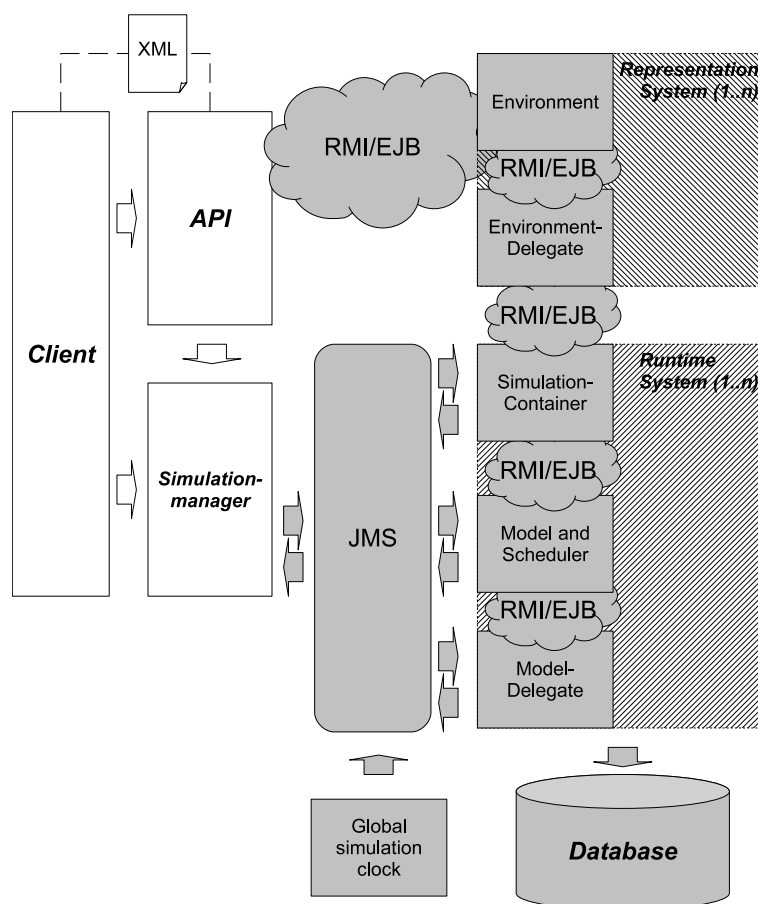 XML
Representation
System (1..n)
Environment
RMI/EJB
RMI/EJB
API
Environment-
Delegate
RMI/EJB
Client
Runtime
System (1..n)
Simulation-
Container
Simulation-
manager
RMI/EJB
JMS
Model and
Scheduler
RMI/EJB
Model-
Delegate
Global
simulation
clock
Database